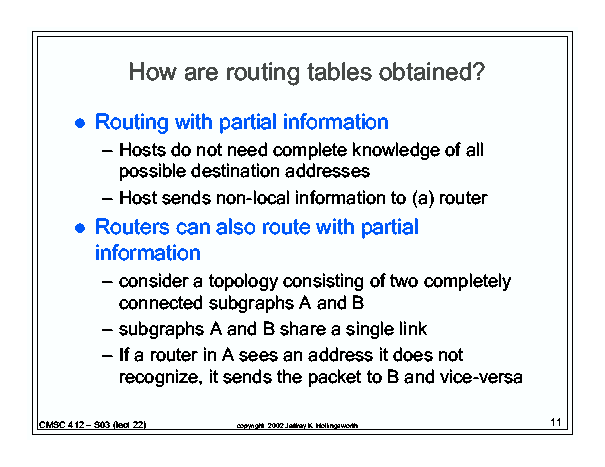 How are routing tables obtained?
● Routing with partial information
– Hosts do not need complete knowledge of all
possible destination addresses
– Host sends non-local information to (a) router
● Routers can also route with partial
information
– consider a topology consisting of two completely
connected subgraphs A and B
– subgraphs A and B share a single link
– If a router in A sees an address it does not
recognize, it sends the packet to B and vice-versa
CMSC 412 – S03 (lect 22)
copyright 2002 Jeffrey K. Hollingsworth
11